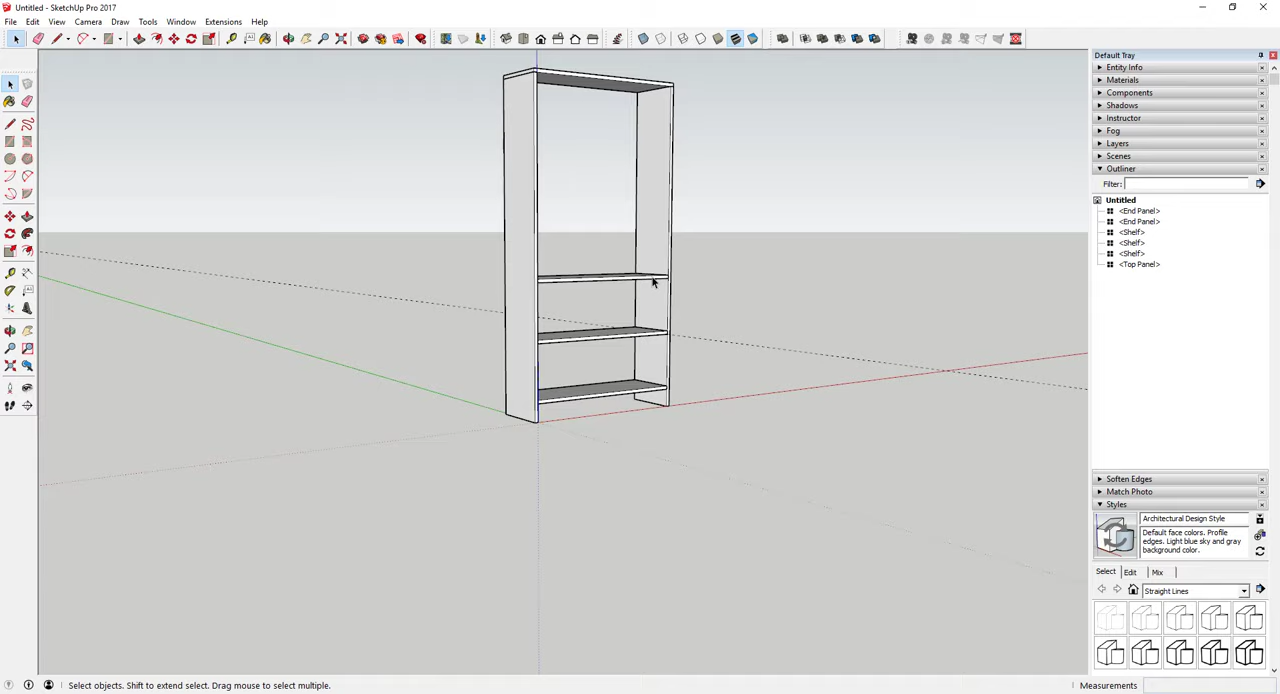 Untitled - SketchUp Pro 2017
File Edit View Camera Draw Tools Window Extensions Help
Default Tray
Entity Info
Materials
Components
Shadows
Instructor
Fog
Layers
Scenes
Outliner
Filter:
Untitled
<End Panel>
<End Panel>
<Shelf>
<Shelf>
<Shelf>
<Top Panel>
Soften Edges
Match Photo
Styles
Architectural Design Style
Default face colors. Profile
edges. Light blue sky and gray
background color.
Select Edit Mix
Straight Lines
Select objects. Shift to extend select. Drag mouse to select multiple.
Measurements